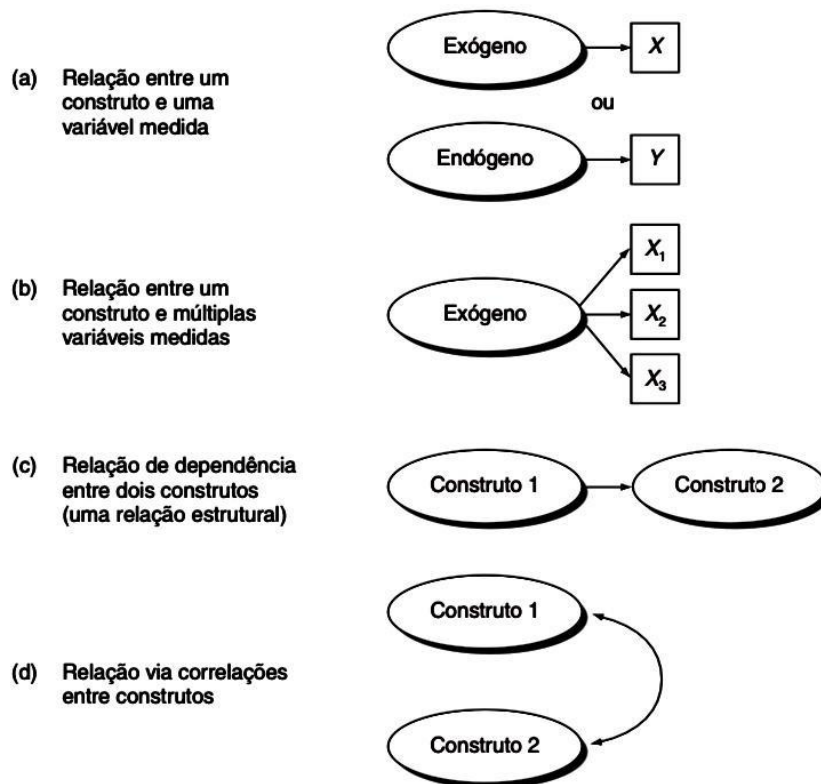 (a) Relação entre um
construto e uma
variável medida
Exógeno
X
ou
Endógeno
Y
(b) Relação entre um
construto e múltiplas
variáveis medidas
Exógeno
X₁
X₂
X₃
(c) Relação de dependência
entre dois construtos
(uma relação estrutural)
Construto 1
Construto 2
(d) Relação via correlações
entre construtos
Construto 1
Construto 2